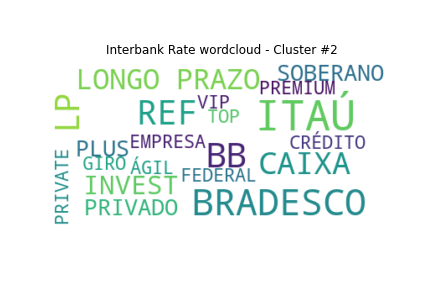 Interbank Rate wordcloud - Cluster #2
LONGO PRAZO
SOBERANO
PREMIUM
LP
REF
VIP
TOP
ITAÚ
PLUS
EMPRESA
BB
CRÉDITO
GIRO
ÁGIL
FEDERAL
CAIXA
PRIVATE
INVEST
PRIVADO
BRADESCO